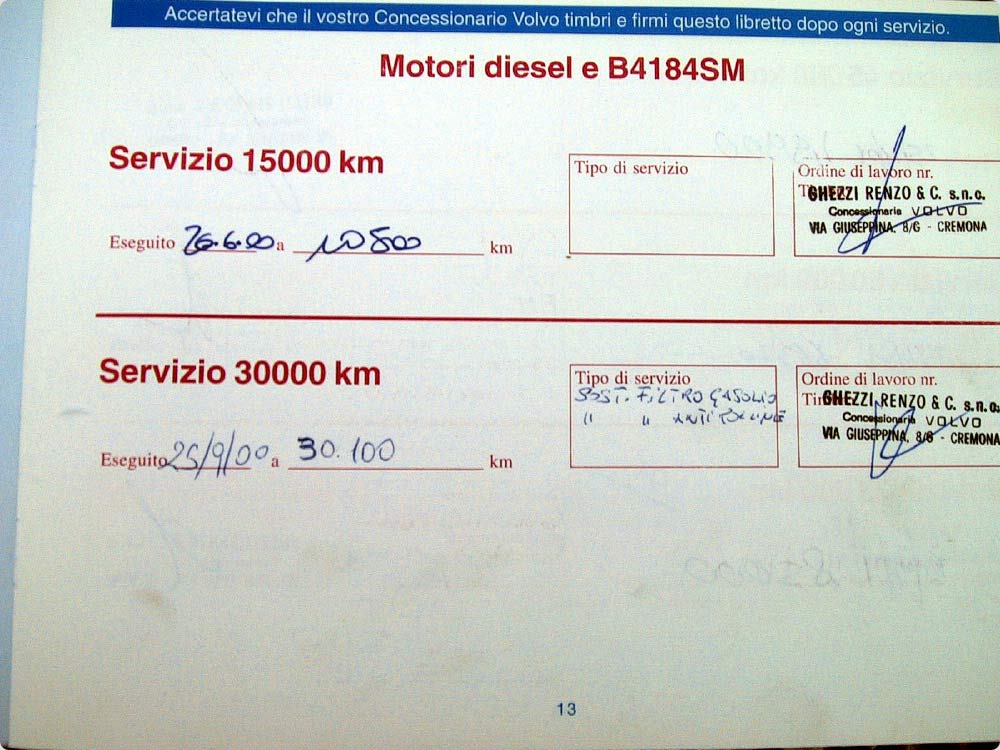 Accertatevi che il vostro Concessionario Volvo timbri e firmi questo libretto dopo ogni servizio.
Motori diesel e B4184SM
Servizio 15000 km
Tipo di servizio
Ordine di lavoro nr.
GHEZZI RENZO & C. s.n.c.
Concessionaria VOLVO
VIA GIUSEPPINA, 8/G - CREMONA
Eseguito 26.6.00 a 10500 km
Servizio 30000 km
Tipo di servizio
SOST. FILTRO GASOLIO
" " ANTIPOLLINE
Ordine di lavoro nr.
GHEZZI RENZO & C. s.n.c.
Concessionaria VOLVO
VIA GIUSEPPINA, 8/G - CREMONA
Eseguito 25/9/00 a 30.100 km
13